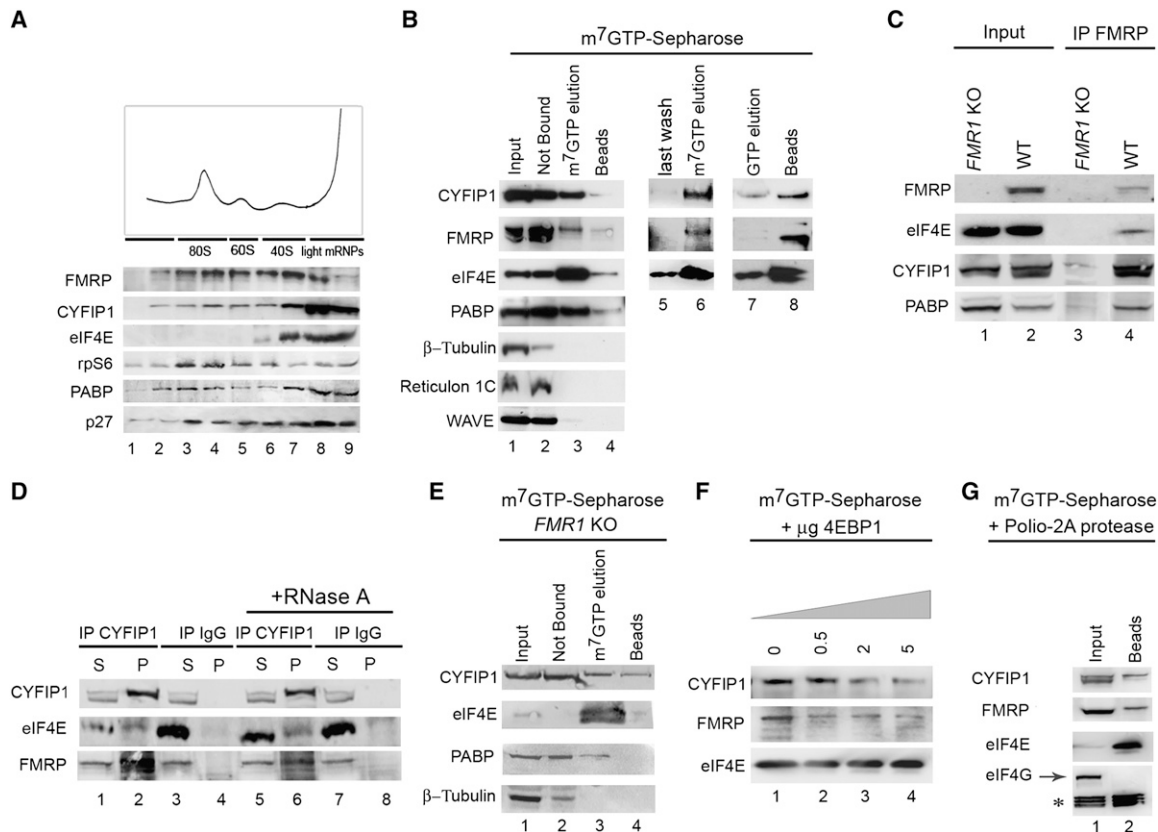 A
80S 60S 40S light mRNPs
FMRP
CYFIP1
eIF4E
rpS6
PABP
p27
1 2 3 4 5 6 7 8 9
B
m7GTP-Sepharose
Input
Not Bound
m7GTP elution
Beads
last wash
m7GTP elution
GTP elution
Beads
CYFIP1
FMRP
eIF4E
5 6 7 8
PABP
β–Tubulin
Reticulon 1C
WAVE
1 2 3 4
C
Input IP FMRP
FMR1 KO
WT
FMR1 KO
WT
FMRP
eIF4E
CYFIP1
PABP
1 2 3 4
D
+RNase A
IP CYFIP1 IP IgG IP CYFIP1 IP IgG
S P S P S P S P
CYFIP1
eIF4E
FMRP
1 2 3 4 5 6 7 8
E
m7GTP-Sepharose
FMR1 KO
Input
Not Bound
m7GTP elution
Beads
CYFIP1
eIF4E
PABP
β–Tubulin
1 2 3 4
F
m7GTP-Sepharose
+ μg 4EBP1
0
0.5
2
5
CYFIP1
FMRP
eIF4E
1 2 3 4
G
m7GTP-Sepharose
+ Polio-2A protease
Input
Beads
CYFIP1
FMRP
eIF4E
eIF4G
*
1 2